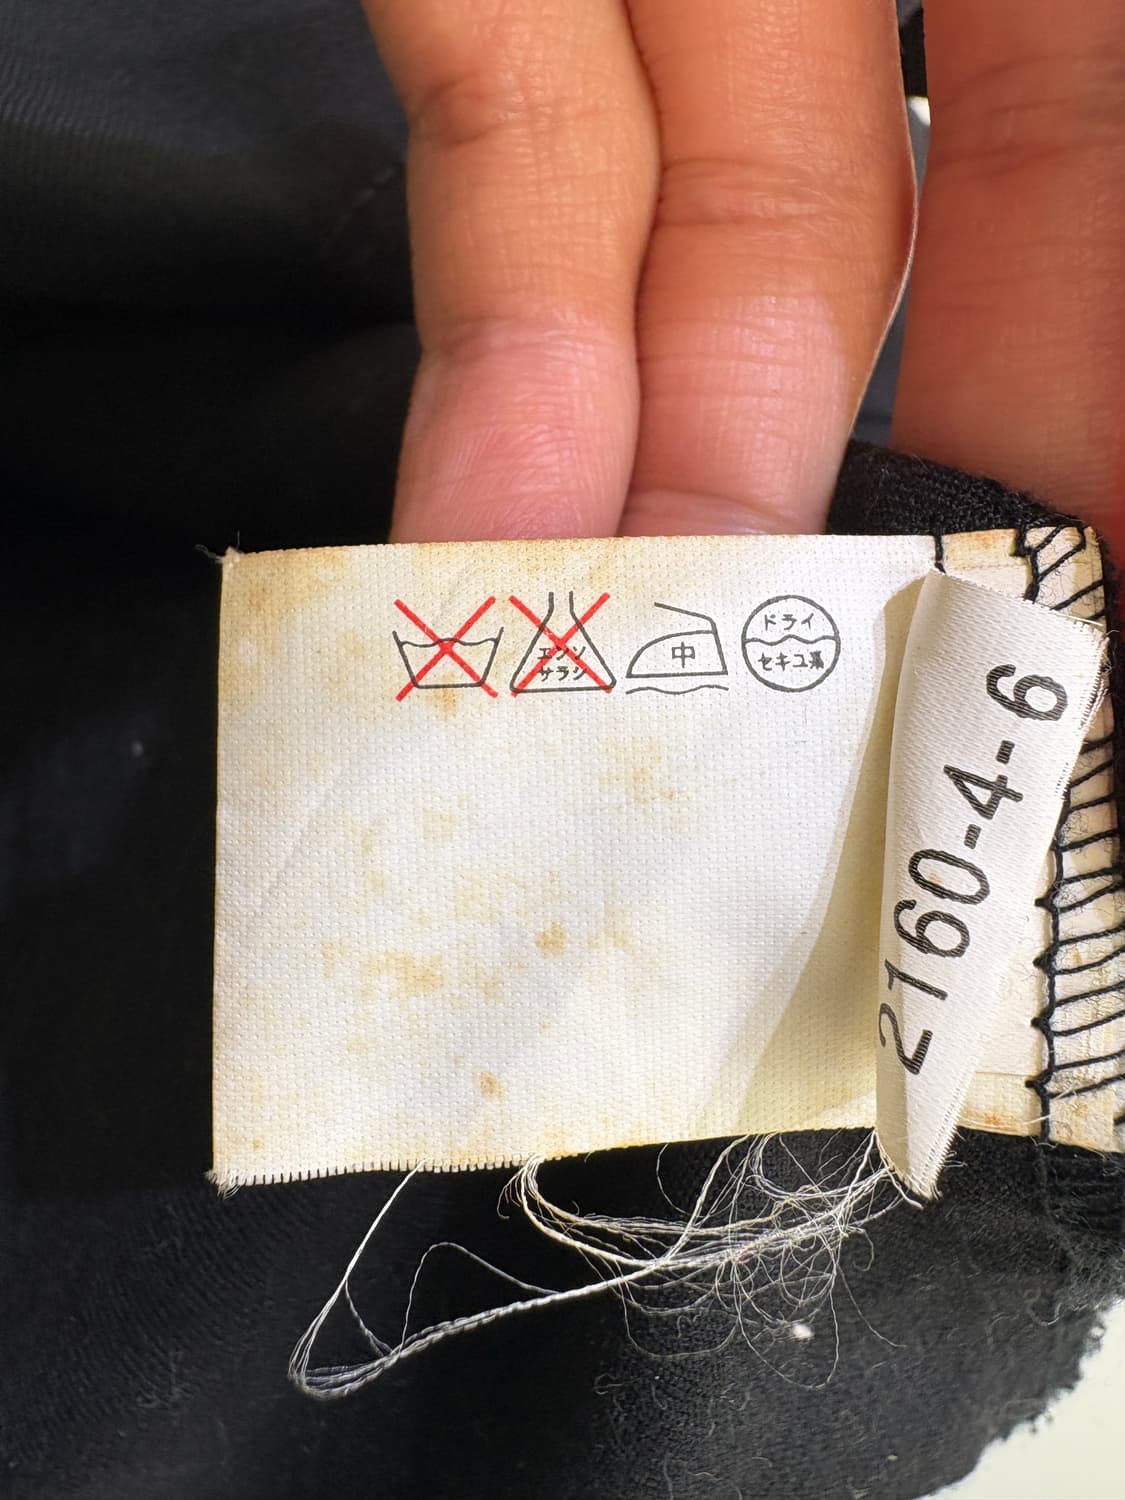 エンソ
サラシ
中
ドライ
セキユ系
2160-4-6